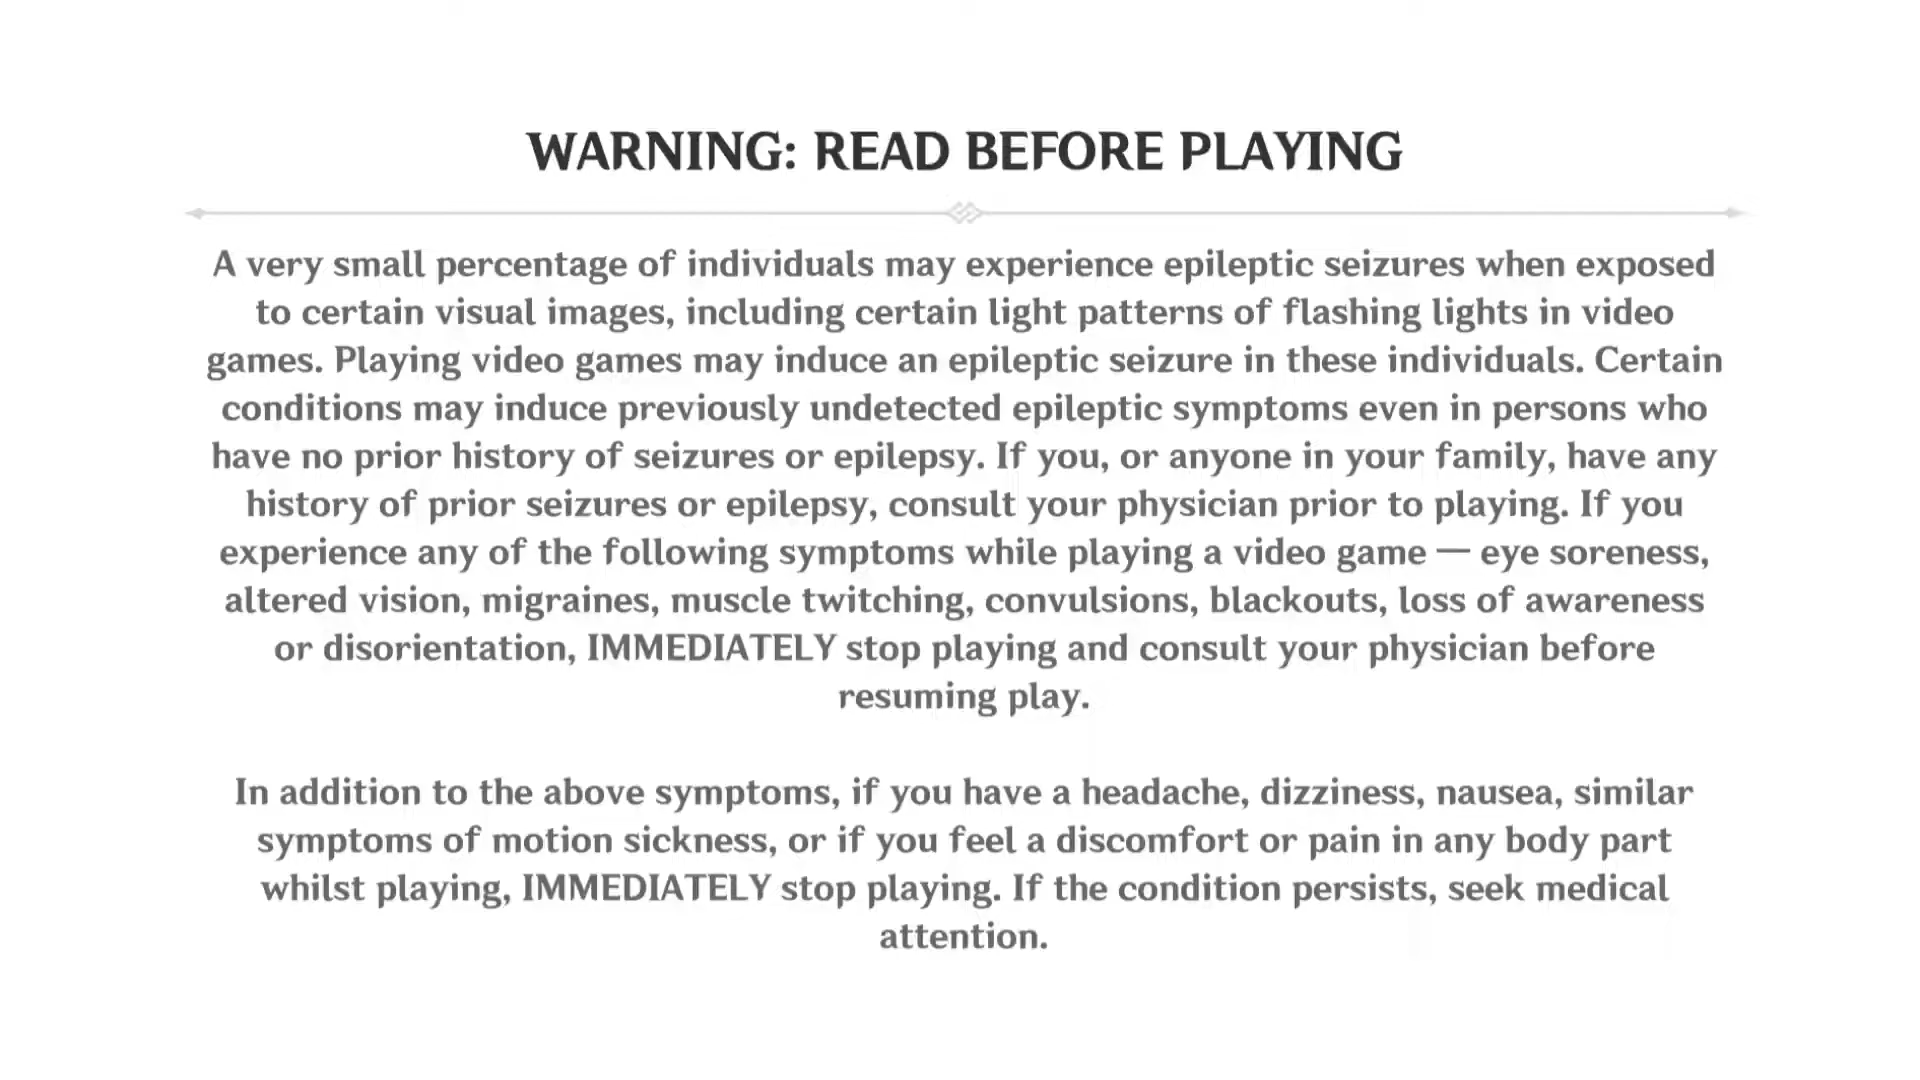 WARNING: READ BEFORE PLAYING
A very small percentage of individuals may experience epileptic seizures when exposed
to certain visual images, including certain light patterns of flashing lights in video
games. Playing video games may induce an epileptic seizure in these individuals. Certain
conditions may induce previously undetected epileptic symptoms even in persons who
have no prior history of seizures or epilepsy. If you, or anyone in your family, have any
history of prior seizures or epilepsy, consult your physician prior to playing. If you
experience any of the following symptoms while playing a video game — eye soreness,
altered vision, migraines, muscle twitching, convulsions, blackouts, loss of awareness
or disorientation, IMMEDIATELY stop playing and consult your physician before
resuming play.
In addition to the above symptoms, if you have a headache, dizziness, nausea, similar
symptoms of motion sickness, or if you feel a discomfort or pain in any body part
whilst playing, IMMEDIATELY stop playing. If the condition persists, seek medical
attention.